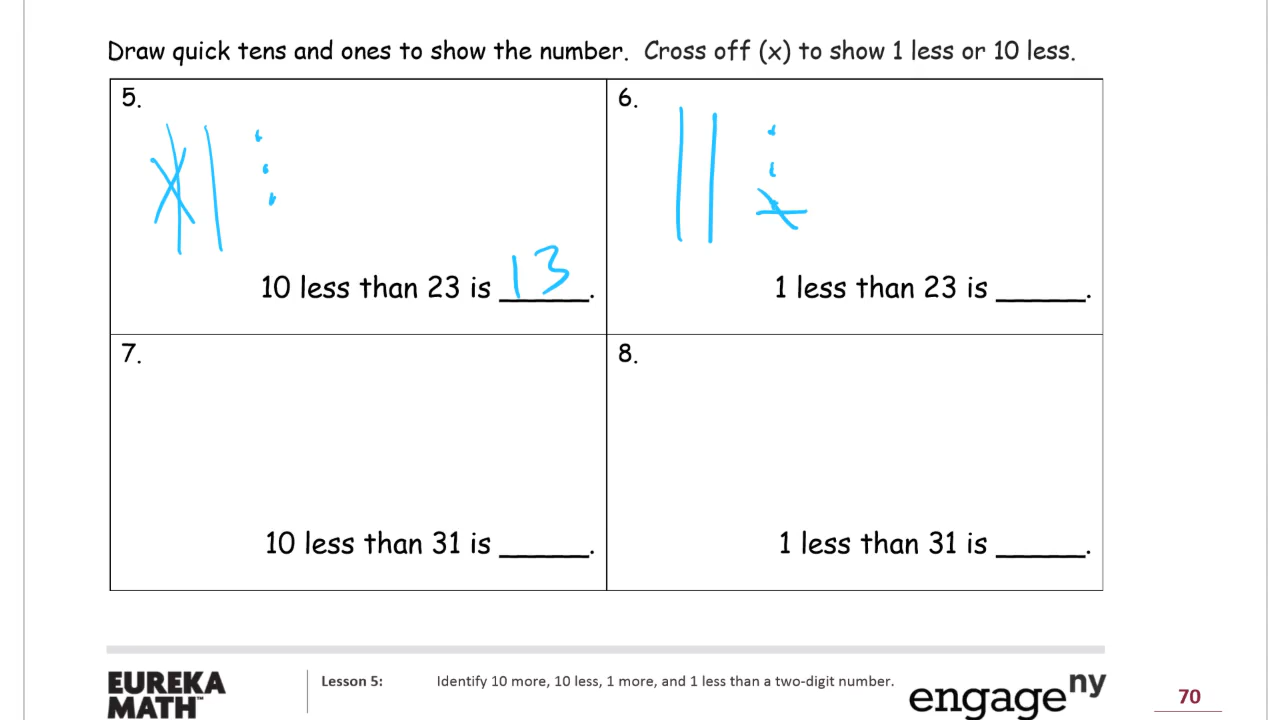 Draw quick tens and ones to show the number.  Cross off (x) to show 1 less or 10 less.
5.
10 less than 23 is 13.
6.
1 less than 23 is ______.
7.
10 less than 31 is ______.
8.
1 less than 31 is ______.
EUREKA
MATH™
Lesson 5:
Identify 10 more, 10 less, 1 more, and 1 less than a two-digit number.
engageny
70